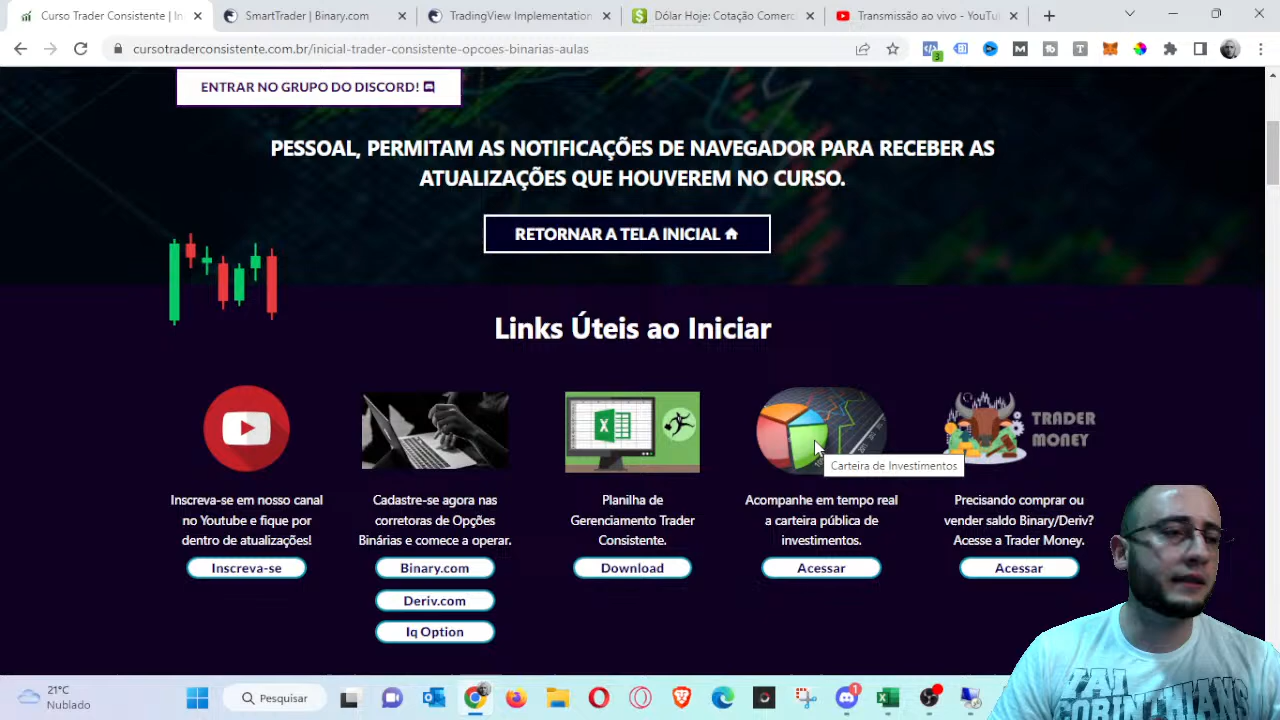 Curso Trader Consistente | In
SmartTrader | Binary.com
TradingView Implementation
Dólar Hoje: Cotação Comerc
Transmissão ao vivo - YouTu
cursotraderconsistente.com.br/inicial-trader-consistente-opcoes-binarias-aulas
3
ENTRAR NO GRUPO DO DISCORD!
PESSOAL, PERMITAM AS NOTIFICAÇÕES DE NAVEGADOR PARA RECEBER AS
ATUALIZAÇÕES QUE HOUVEREM NO CURSO.
RETORNAR A TELA INICIAL
Links Úteis ao Iniciar
TRADER
MONEY
Carteira de Investimentos
Inscreva-se em nosso canal
no Youtube e fique por
dentro de atualizações!
Inscreva-se
Cadastre-se agora nas
corretoras de Opções
Binárias e comece a operar.
Binary.com
Deriv.com
Iq Option
Planilha de
Gerenciamento Trader
Consistente.
Download
Acompanhe em tempo real
a carteira pública de
investimentos.
Acessar
Precisando comprar ou
vender saldo Binary/Deriv?
Acesse a Trader Money.
Acessar
VAI
CORINTHIANS
21°C
Nublado
Pesquisar
1